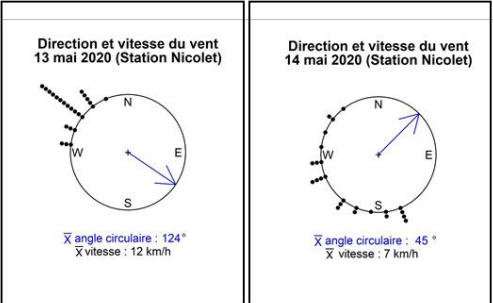 Direction et vitesse du vent
13 mai 2020 (Station Nicolet)
N
W
E
S
X̅ angle circulaire : 124°
X̅ vitesse : 12 km/h
Direction et vitesse du vent
14 mai 2020 (Station Nicolet)
N
W
E
S
X̅ angle circulaire : 45 °
X̅ vitesse : 7 km/h